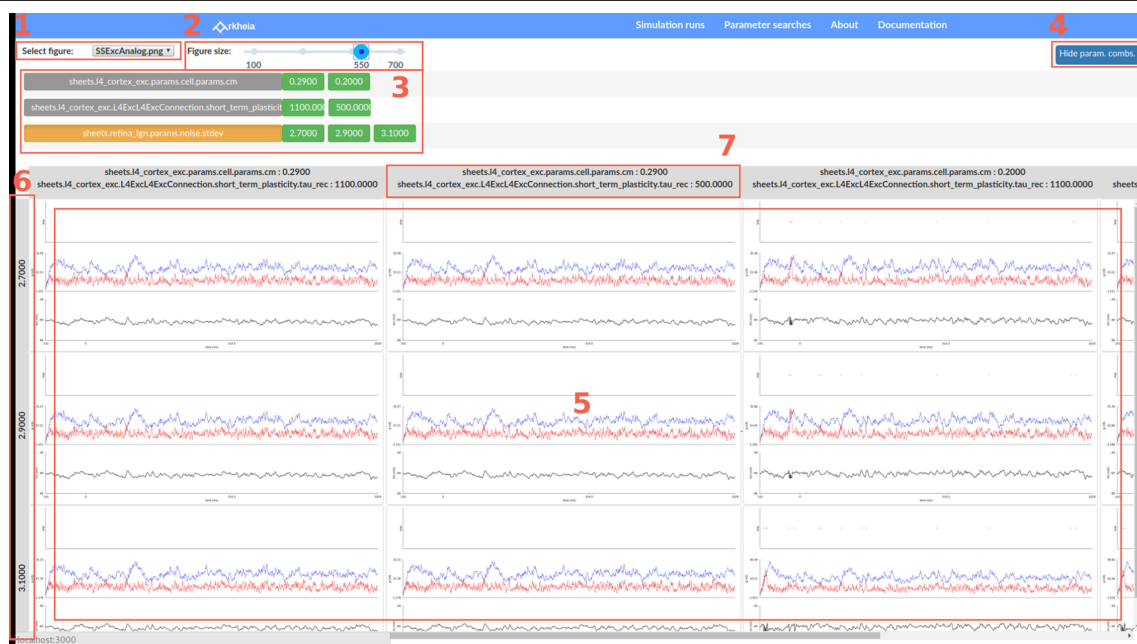 1 2 4
rkheia Simulation runs Parameter searches About Documentation
Select figure: SSExcAnalog.png Figure size: Hide param. combs.
100 550 700
3
sheets.l4_cortex_exc.params.cell.params.cm 0.2900 0.2000
sheets.l4_cortex_exc.L4ExcL4ExcConnection.short_term_plasticit 1100.00 500.0000
sheets.retina_lgn.params.noise.stdev 2.7000 2.9000 3.1000
7
6
sheets.l4_cortex_exc.params.cell.params.cm : 0.2900 sheets.l4_cortex_exc.params.cell.params.cm : 0.2900 sheets.l4_cortex_exc.params.cell.params.cm : 0.2000
sheets.l4_cortex_exc.L4ExcL4ExcConnection.short_term_plasticity.tau_rec : 1100.0000 sheets.l4_cortex_exc.L4ExcL4ExcConnection.short_term_plasticity.tau_rec : 500.0000 sheets.l4_cortex_exc.L4ExcL4ExcConnection.short_term_plasticity.tau_rec : 1100.0000 sheets
2.7000
5
2.9000
3.1000
localhost:3000